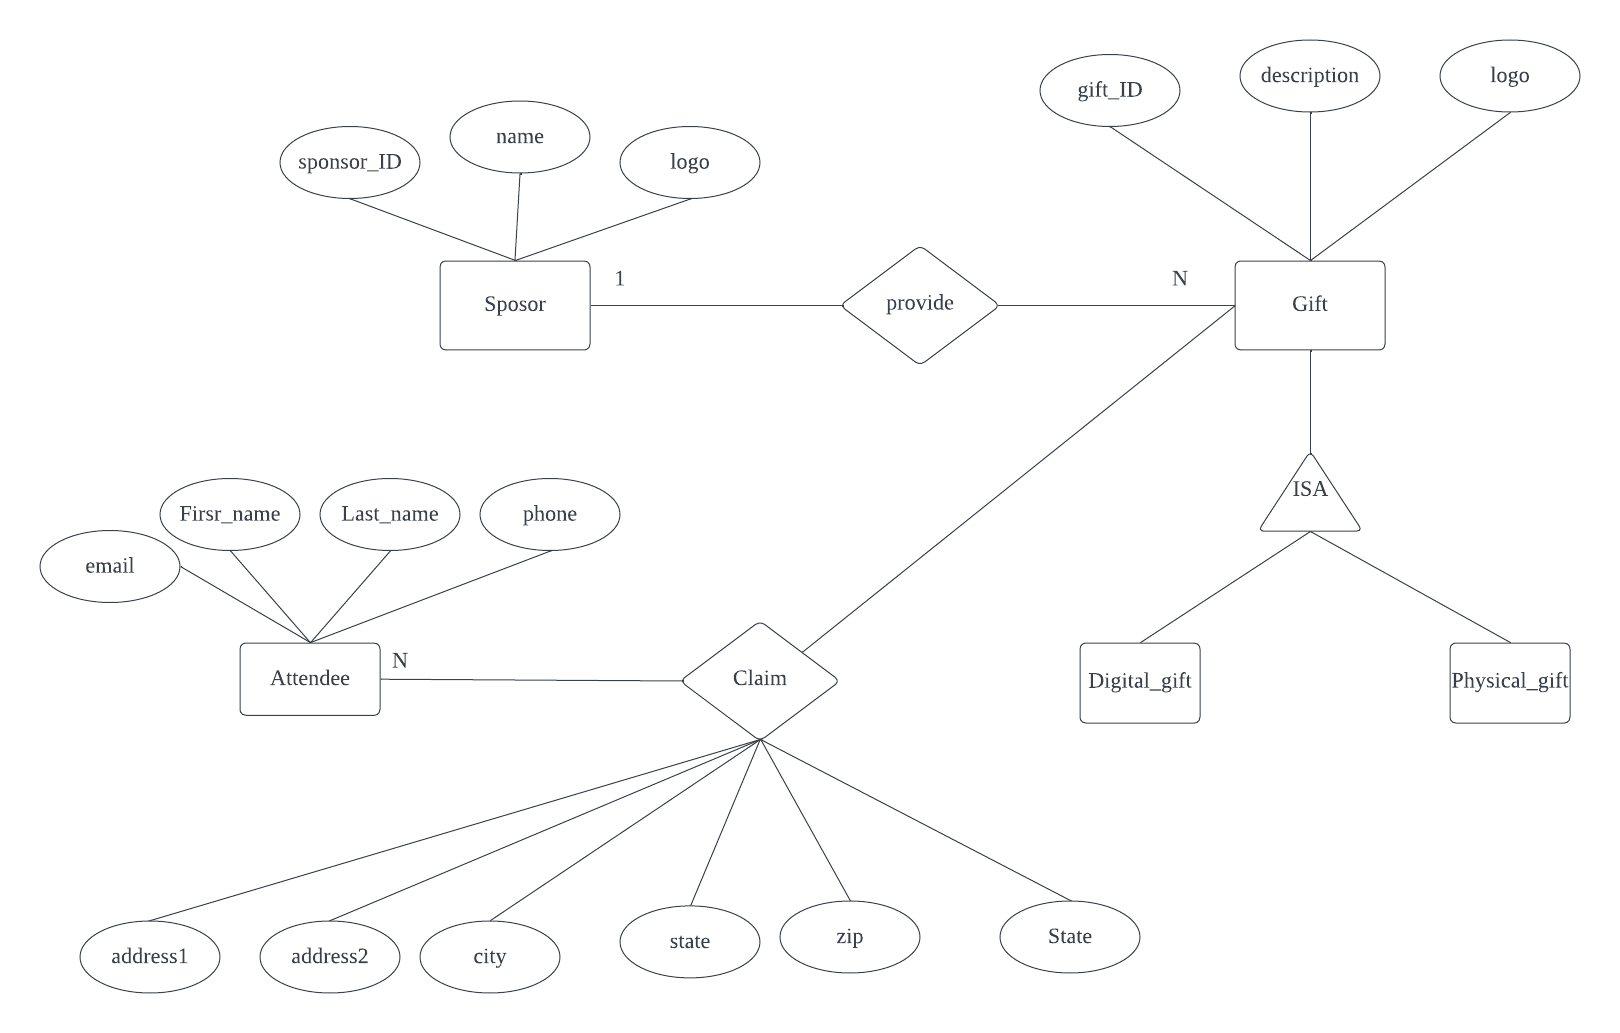 gift_ID
description
logo
sponsor_ID
name
logo
1
N
Sposor
provide
Gift
ISA
email
Firsr_name
Last_name
phone
N
Attendee
Claim
Digital_gift
Physical_gift
address1
address2
city
state
zip
State